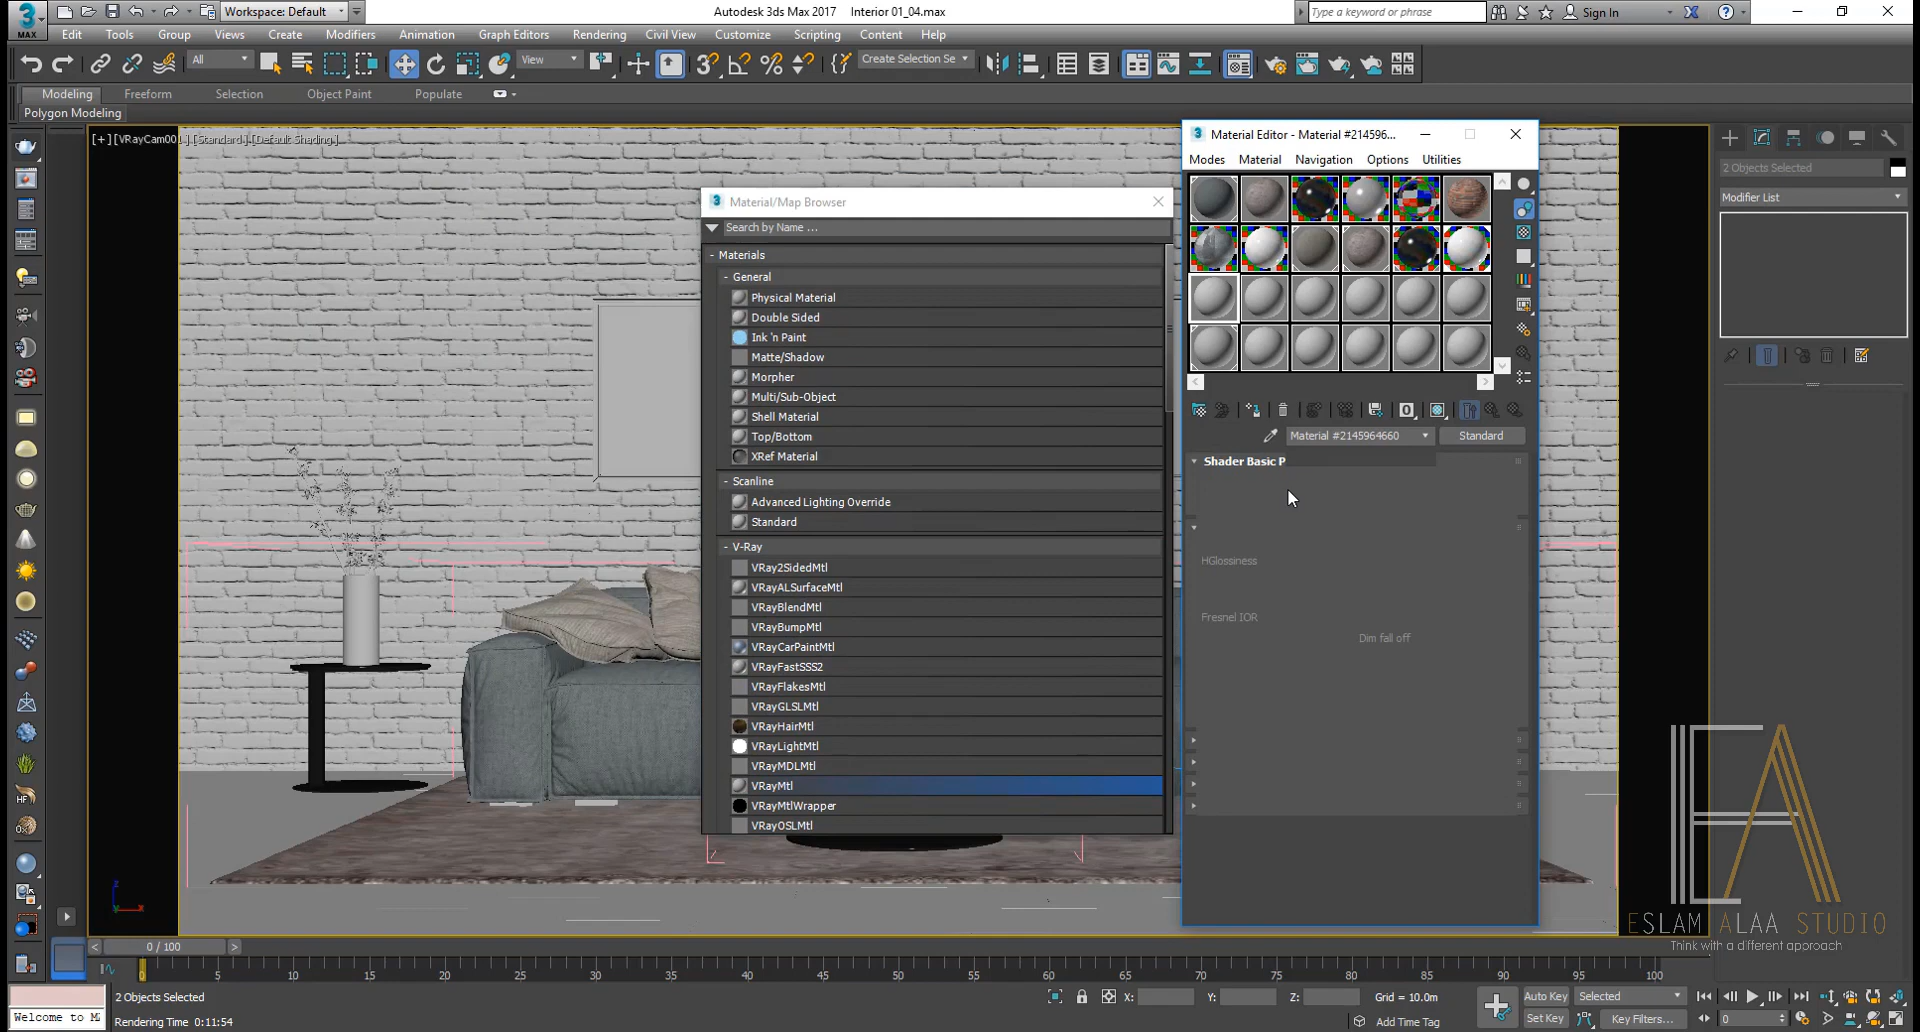 Workspace: Default
Autodesk 3ds Max 2017 Interior 01_04.max
Type a keyword or phrase
Sign In
MAX
Edit Tools Group Views Create Modifiers Animation Graph Editors Rendering Civil View Customize Scripting Content Help
All
View
Create Selection Se
Modeling Freeform Selection Object Paint Populate
Polygon Modeling
[+] [VRayCam001] [Standard] [Default Shading]
Material/Map Browser
Search by Name ...
- Materials
- General
Physical Material
Double Sided
Ink 'n Paint
Matte/Shadow
Morpher
Multi/Sub-Object
Shell Material
Top/Bottom
XRef Material
- Scanline
Advanced Lighting Override
Standard
- V-Ray
VRay2SidedMtl
VRayALSurfaceMtl
VRayBlendMtl
VRayBumpMtl
VRayCarPaintMtl
VRayFastSSS2
VRayFlakesMtl
VRayGLSLMtl
VRayHairMtl
VRayLightMtl
VRayMDLMtl
VRayMtl
VRayMtlWrapper
VRayOSLMtl
Material Editor - Material #214596...
Modes Material Navigation Options Utilities
Material #2145964660
Standard
Shader Basic P
HGlossiness
Fresnel IOR
Dim fall off
2 Objects Selected
Modifier List
ESLAM ALAA STUDIO
Think with a different approach
0 / 100
0 5 10 15 20 25 30 35 40 45 50 55 60 65 70 75 80 85 90 95 100
2 Objects Selected
X: Y: Z: Grid = 10.0m
Auto Key Selected
Welcome to M
Rendering Time 0:11:54
Add Time Tag
Set Key Key Filters...
0